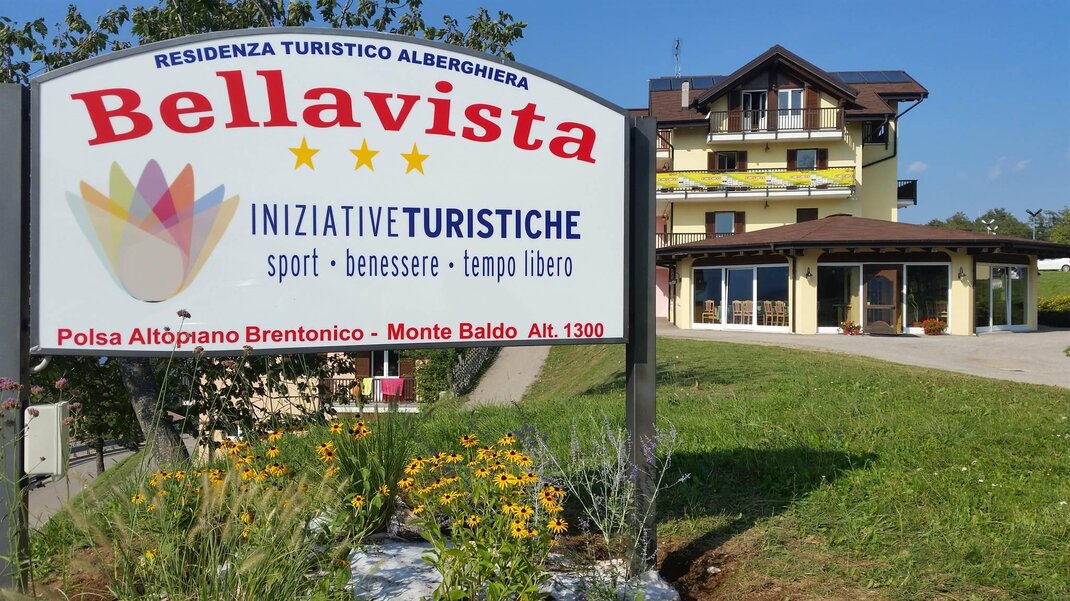 RESIDENZA TURISTICO ALBERGHIERA
Bellavista
INIZIATIVETURISTICHE
sport • benessere • tempo libero
Polsa Altopiano Brentonico - Monte Baldo Alt. 1300